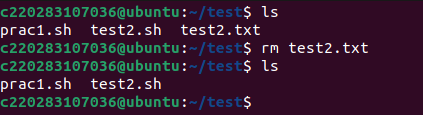 c220283107036@ubuntu:~/test$ ls
prac1.sh  test2.sh  test2.txt
c220283107036@ubuntu:~/test$ rm test2.txt
c220283107036@ubuntu:~/test$ ls
prac1.sh  test2.sh
c220283107036@ubuntu:~/test$